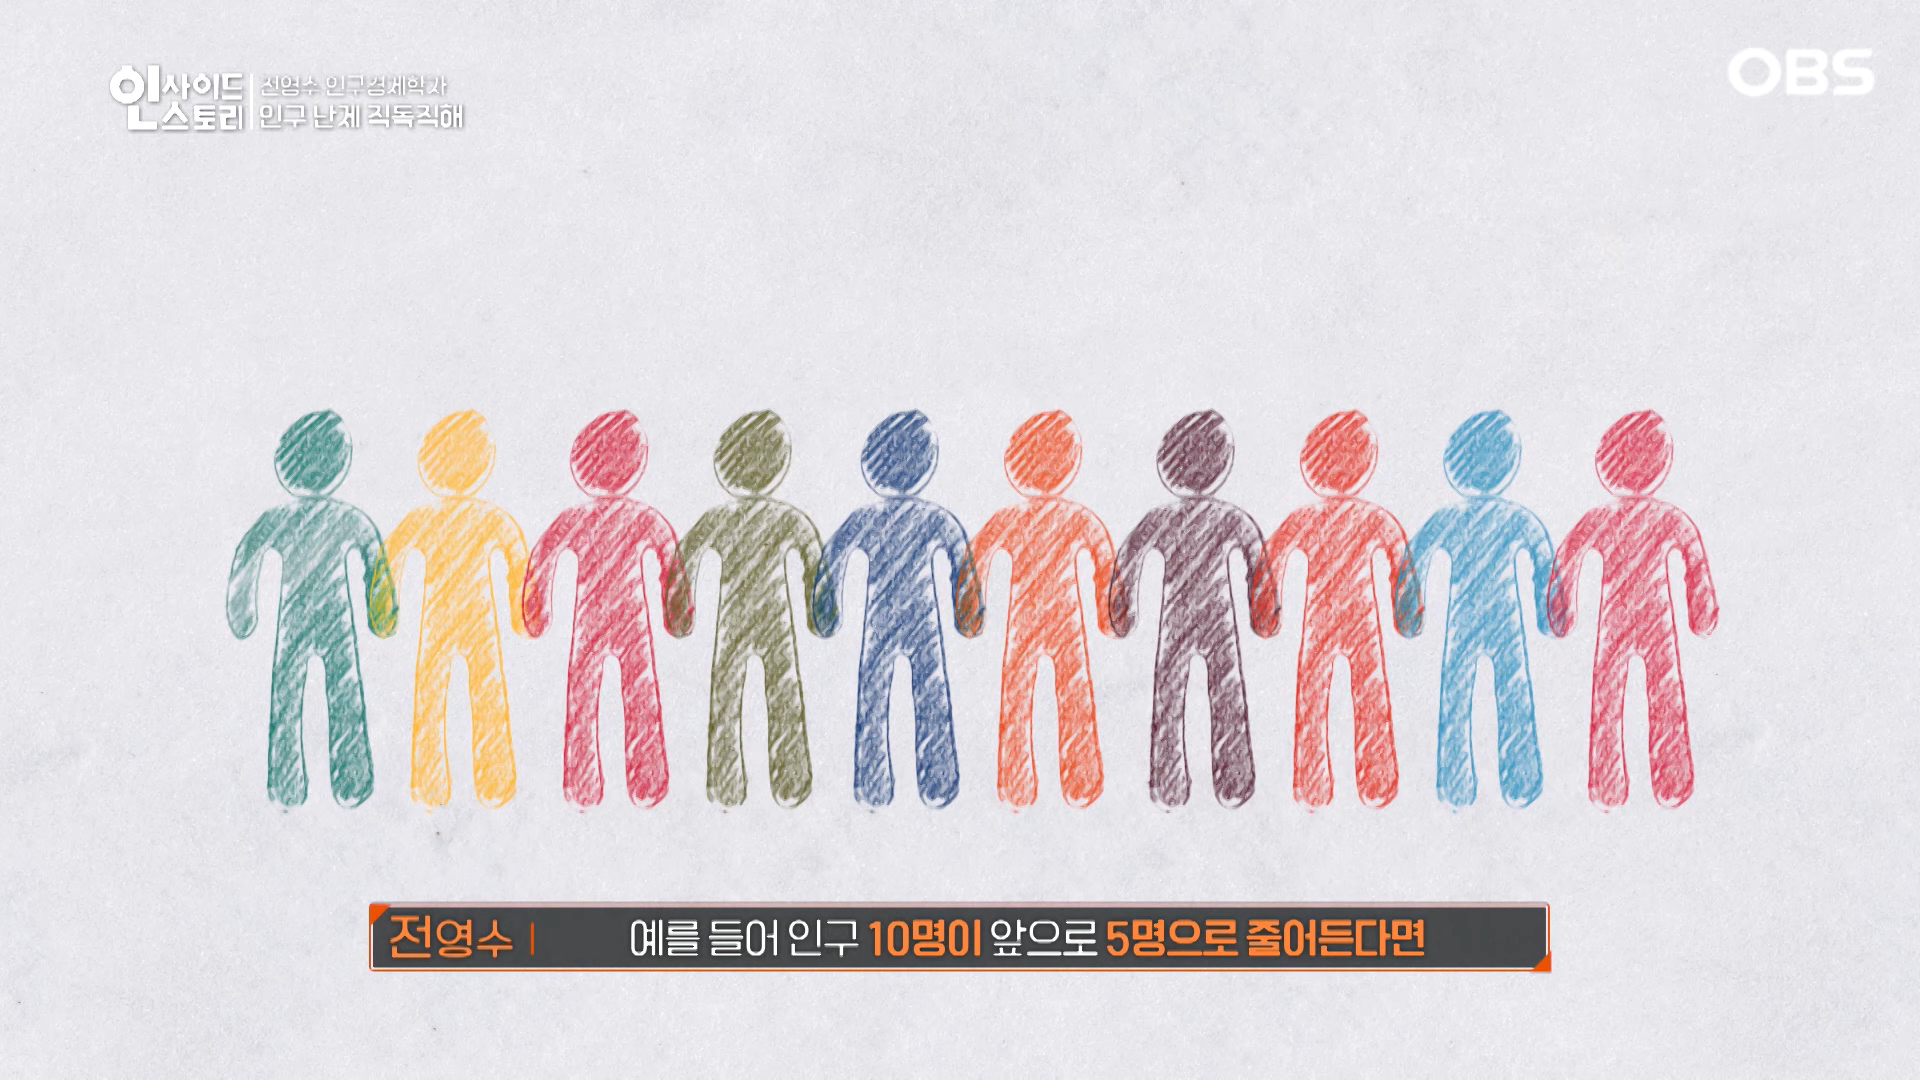 인사이드
인스토리
전영수 인구경제학자
인구 난제 직독직해
OBS
전영수
예를 들어 인구 10명이 앞으로 5명으로 줄어든다면